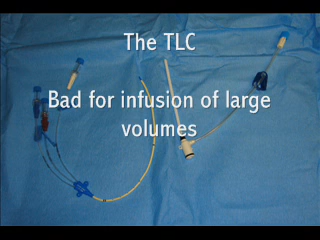 The TLC
Bad for infusion of large
volumes